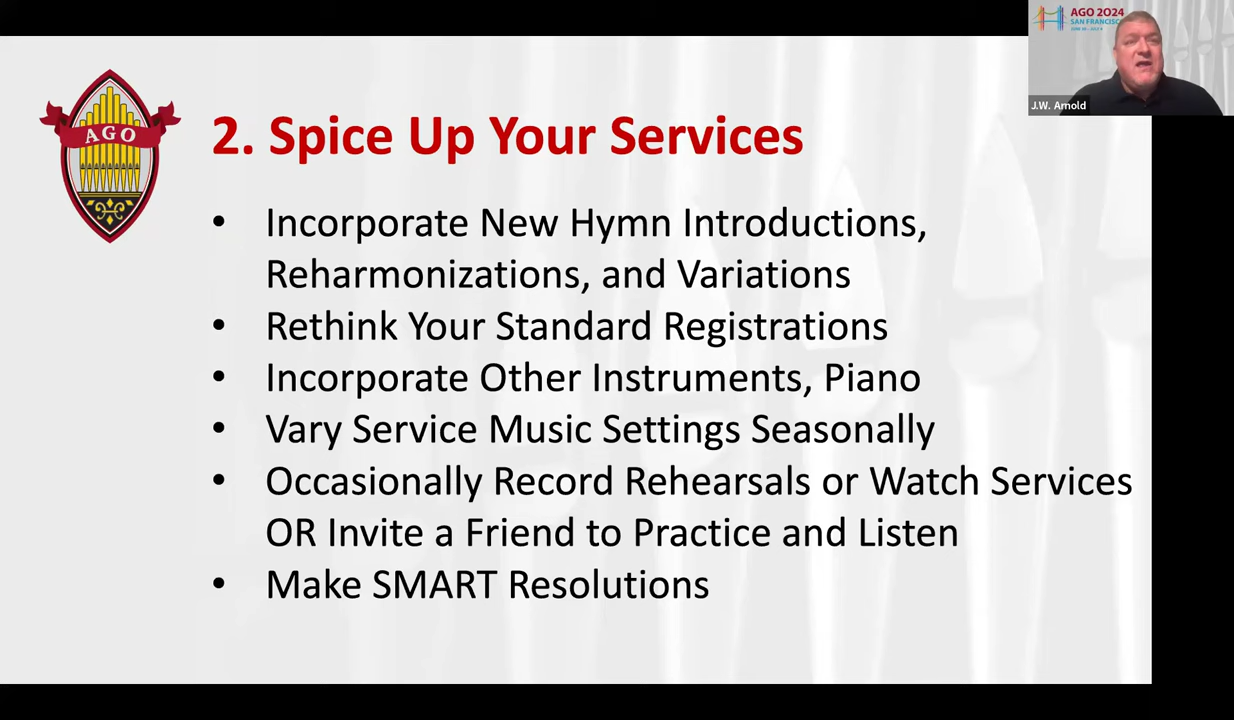 AGO 2024
SAN FRANCISCO
J.W. Arnold
AGO
2. Spice Up Your Services
• Incorporate New Hymn Introductions,
Reharmonizations, and Variations
• Rethink Your Standard Registrations
• Incorporate Other Instruments, Piano
• Vary Service Music Settings Seasonally
• Occasionally Record Rehearsals or Watch Services
OR Invite a Friend to Practice and Listen
• Make SMART Resolutions